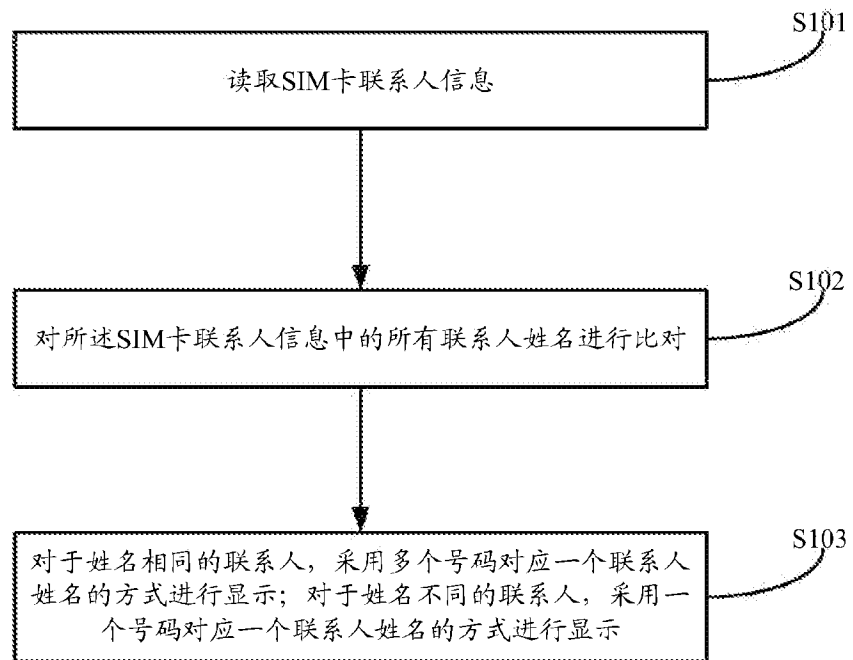 S101
读取SIM卡联系人信息
S102
对所述SIM卡联系人信息中的所有联系人姓名进行比对
S103
对于姓名相同的联系人，采用多个号码对应一个联系人
姓名的方式进行显示；对于姓名不同的联系人，采用一
个号码对应一个联系人姓名的方式进行显示